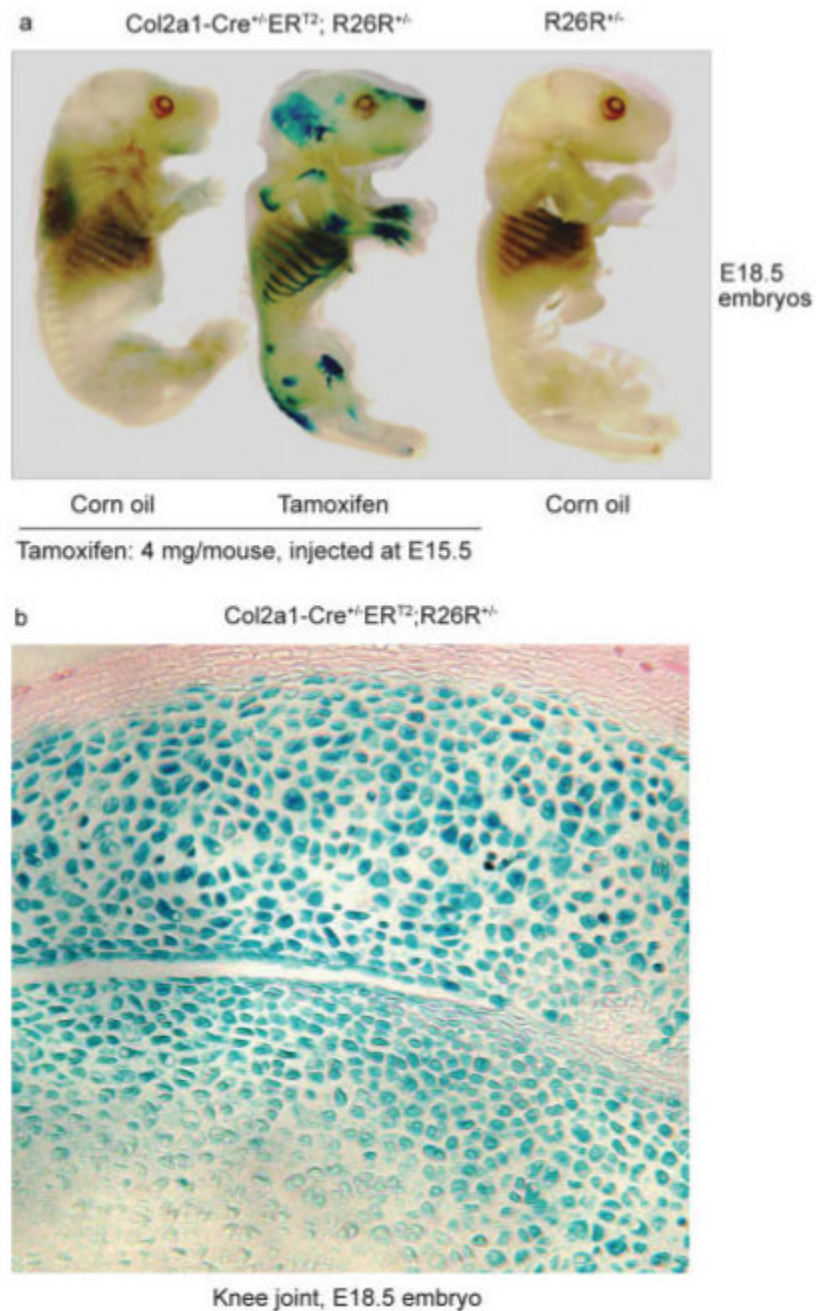 a
Col2a1-Cre⁺/⁻ERᵀ²; R26R⁺/⁻
R26R⁺/⁻
E18.5
embryos
Corn oil
Tamoxifen
Corn oil
Tamoxifen: 4 mg/mouse, injected at E15.5
b
Col2a1-Cre⁺/⁻ERᵀ²;R26R⁺/⁻
Knee joint, E18.5 embryo